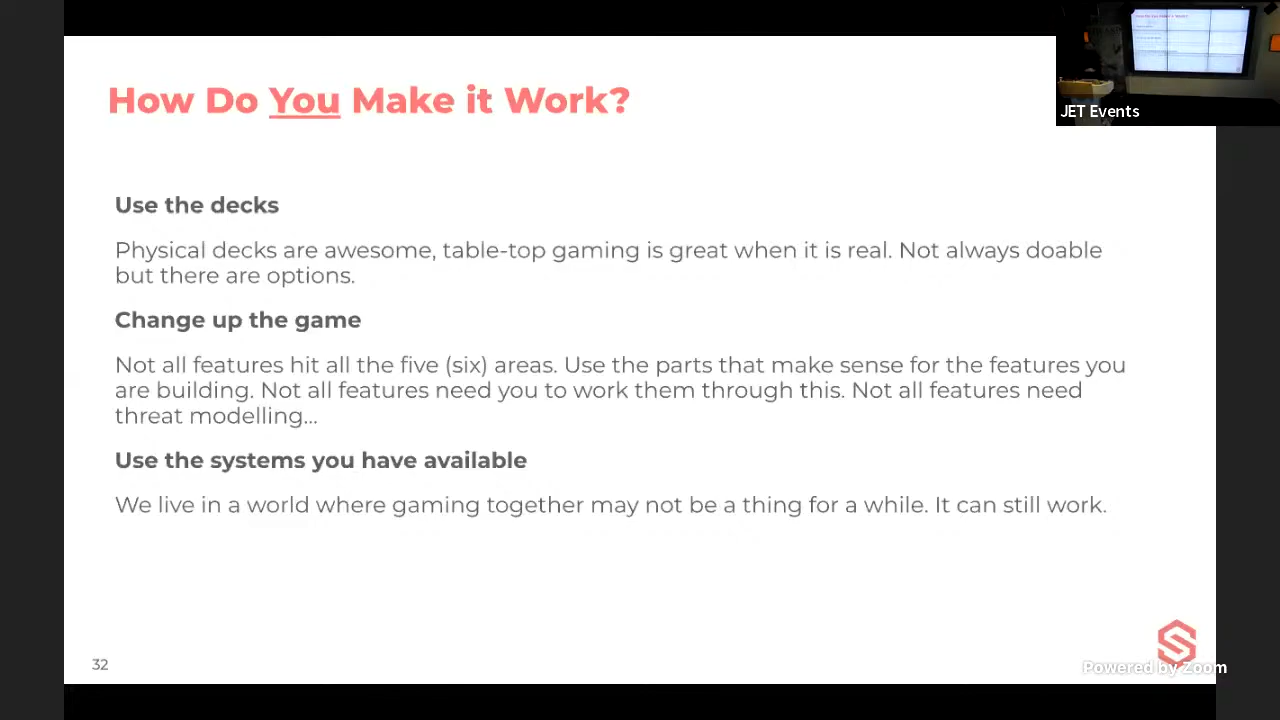 How Do You Make it Work?
JET Events
Use the decks
Physical decks are awesome, table-top gaming is great when it is real. Not always doable
but there are options.
Change up the game
Not all features hit all the five (six) areas. Use the parts that make sense for the features you
are building. Not all features need you to work them through this. Not all features need
threat modelling...
Use the systems you have available
We live in a world where gaming together may not be a thing for a while. It can still work.
32
Powered by Zoom